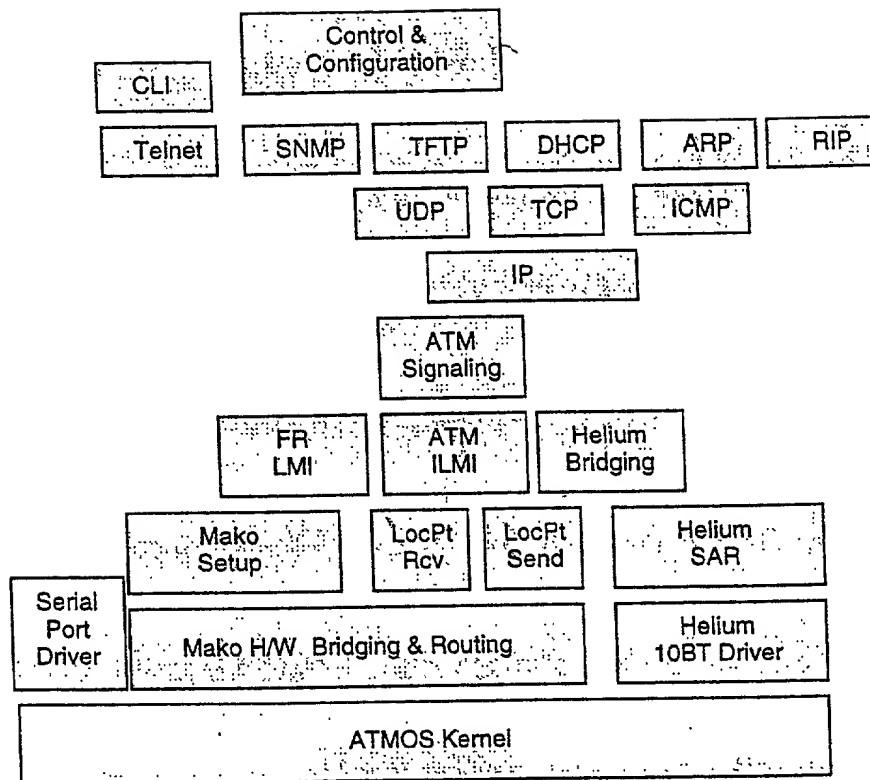 Control &
Configuration
CLI
Telnet
SNMP
TFTP
DHCP
ARP
RIP
UDP
TCP
ICMP
IP
ATM
Signaling
FR
LMI
ATM
ILMI
Helium
Bridging
Mako
Setup
LocPt
Rcv
LocPt
Send
Helium
SAR
Serial
Port
Driver
Mako H/W Bridging & Routing
Helium
10BT Driver
ATMOS Kernel